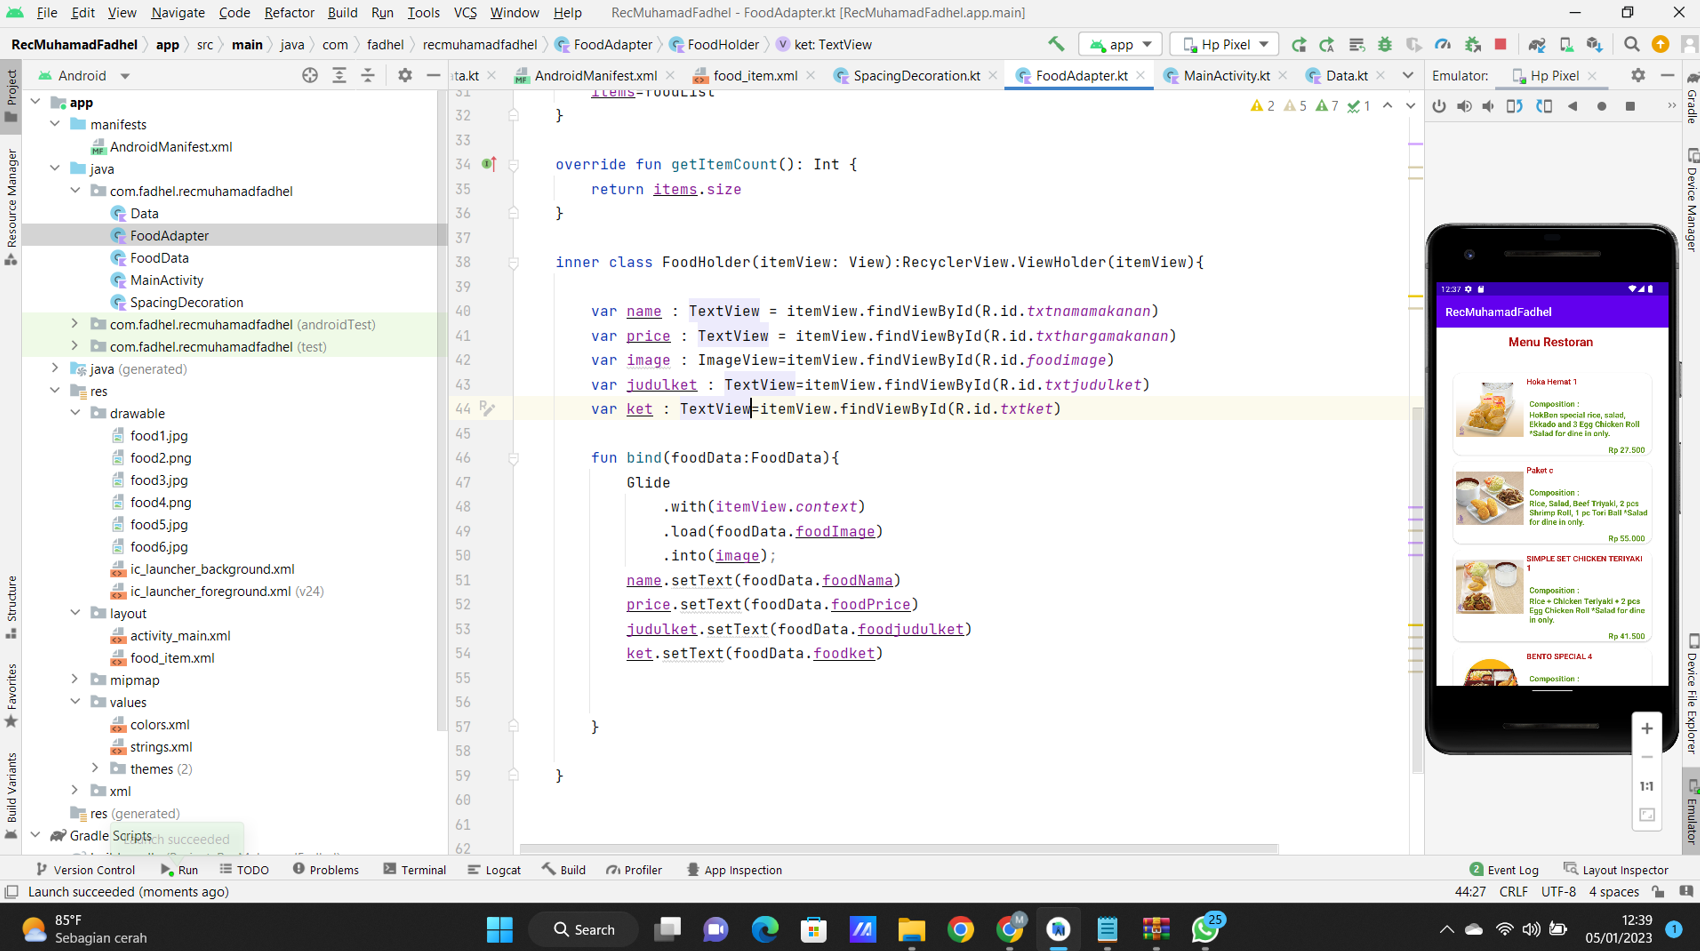 File Edit View Navigate Code Refactor Build Run Tools VCS Window Help RecMuhamadFadhel - FoodAdapter.kt [RecMuhamadFadhel.app.main]
RecMuhamadFadhel app src main java com fadhel recmuhamadfadhel FoodAdapter FoodHolder ket: TextView app Hp Pixel
Android ata.kt AndroidManifest.xml food_item.xml SpacingDecoration.kt FoodAdapter.kt MainActivity.kt Data.kt Emulator: Hp Pixel
Project
Resource Manager
Structure
Favorites
Build Variants
app
manifests
AndroidManifest.xml
java
com.fadhel.recmuhamadfadhel
Data
FoodAdapter
FoodData
MainActivity
SpacingDecoration
com.fadhel.recmuhamadfadhel (androidTest)
com.fadhel.recmuhamadfadhel (test)
java (generated)
res
drawable
food1.jpg
food2.png
food3.jpg
food4.png
food5.jpg
food6.jpg
ic_launcher_background.xml
ic_launcher_foreground.xml (v24)
layout
activity_main.xml
food_item.xml
mipmap
values
colors.xml
strings.xml
themes (2)
xml
res (generated)
Gradle Scripts
Launch succeeded
2 5 7 1
31 items=foodList
32 }
33
34 override fun getItemCount(): Int {
35 return items.size
36 }
37
38 inner class FoodHolder(itemView: View):RecyclerView.ViewHolder(itemView){
39
40 var name : TextView = itemView.findViewById(R.id.txtnamamakanan)
41 var price : TextView = itemView.findViewById(R.id.txthargamakanan)
42 var image : ImageView=itemView.findViewById(R.id.foodimage)
43 var judulket : TextView=itemView.findViewById(R.id.txtjudulket)
44 var ket : TextView=itemView.findViewById(R.id.txtket)
45
46 fun bind(foodData:FoodData){
47 Glide
48 .with(itemView.context)
49 .load(foodData.foodImage)
50 .into(image);
51 name.setText(foodData.foodNama)
52 price.setText(foodData.foodPrice)
53 judulket.setText(foodData.foodjudulket)
54 ket.setText(foodData.foodket)
55
56
57 }
58
59 }
60
61
62
12:37
RecMuhamadFadhel
Menu Restoran
Hoka Hemat 1
Composition :
HokBen special rice, salad,
Ekkado and 3 Egg Chicken Roll
*Salad for dine in only.
Rp 27.500
Paket c
Composition :
Rice, Salad, Beef Triyaki, 2 pcs
Shrimp Roll, 1 pc Tori Ball *Salad
for dine in only.
Rp 55.000
SIMPLE SET CHICKEN TERIYAKI
1
Composition :
Rice + Chicken Teriyaki + 2 pcs
Egg Chicken Roll *Salad for dine
in only.
Rp 41.500
BENTO SPECIAL 4
Composition :
1:1
Gradle
Device Manager
Device File Explorer
Emulator
Version Control Run TODO Problems Terminal Logcat Build Profiler App Inspection 2 Event Log Layout Inspector
Launch succeeded (moments ago) 44:27 CRLF UTF-8 4 spaces
85°F
Sebagian cerah
Search
M
25
12:39
05/01/2023
1